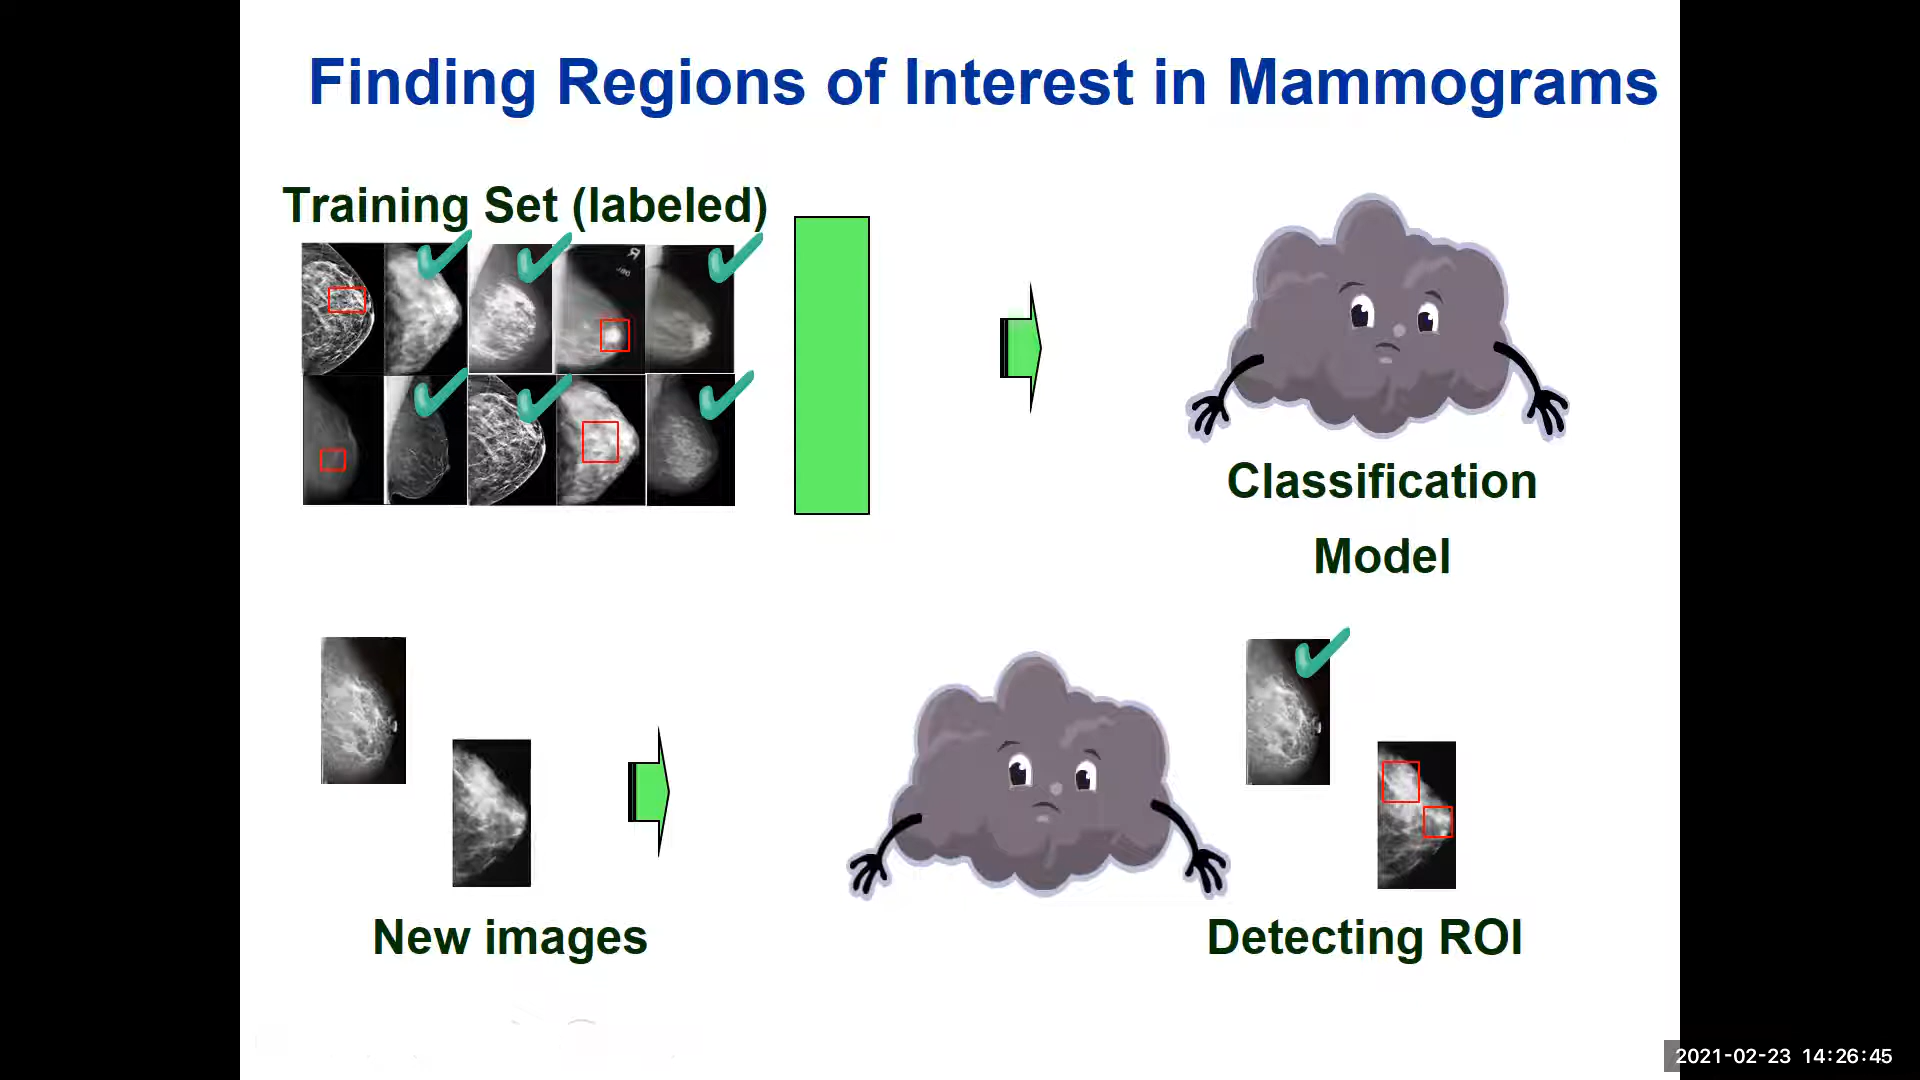 Finding Regions of Interest in Mammograms
Training Set (labeled)
R
Classification
Model
New images
Detecting ROI
2021-02-23 14:26:45